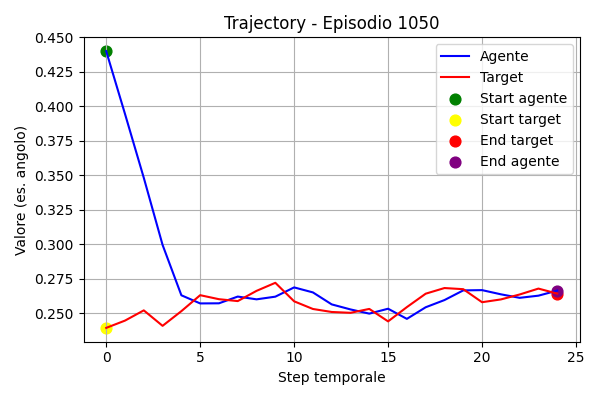 Trajectory - Episodio 1050
Valore (es. angolo)
0.450
0.425
0.400
0.375
0.350
0.325
0.300
0.275
0.250
Agente
Target
Start agente
Start target
End target
End agente
0 5 10 15 20 25
Step temporale